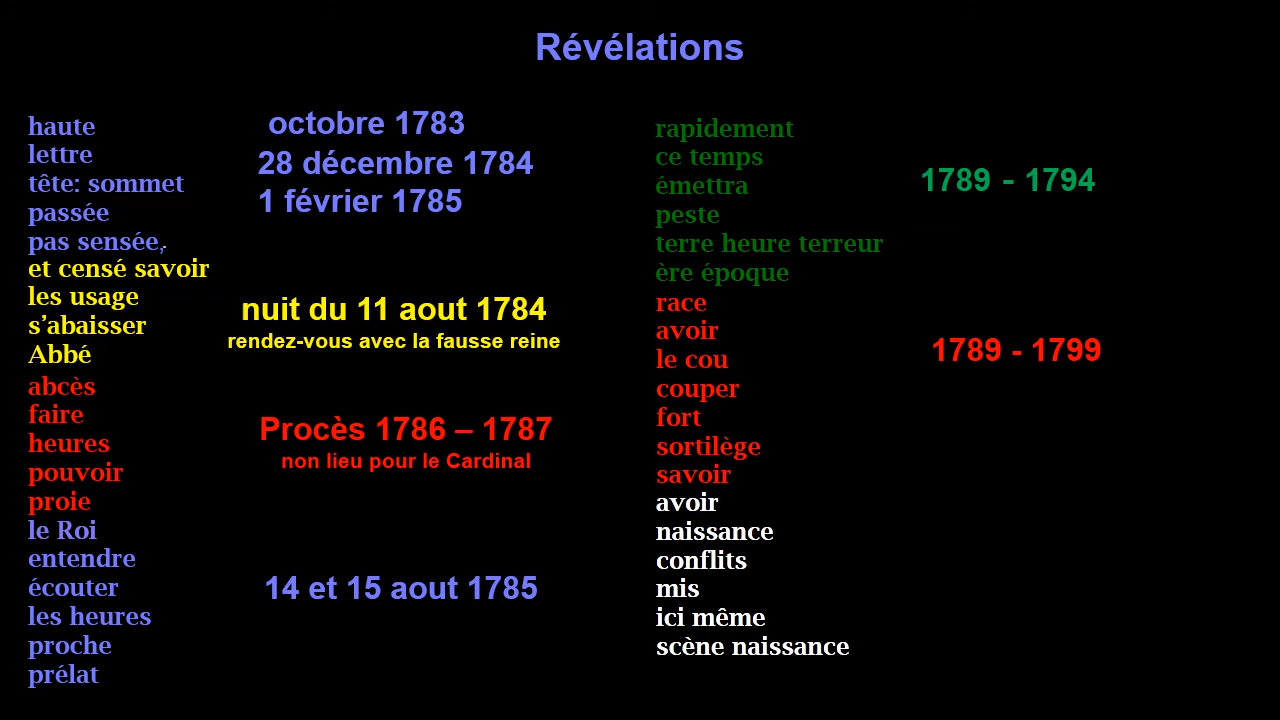 Révélations
haute
lettre
tête: sommet
passée
pas sensée,.
et censé savoir
les usage
s’abaisser
Abbé
abcès
faire
heures
pouvoir
proie
le Roi
entendre
écouter
les heures
proche
prélat
octobre 1783
28 décembre 1784
1 février 1785
nuit du 11 aout 1784
rendez-vous avec la fausse reine
Procès 1786 – 1787
non lieu pour le Cardinal
14 et 15 aout 1785
rapidement
ce temps
émettra
peste
terre heure terreur
ère époque
race
avoir
le cou
couper
fort
sortilège
savoir
avoir
naissance
conflits
mis
ici même
scène naissance
1789 - 1794
1789 - 1799